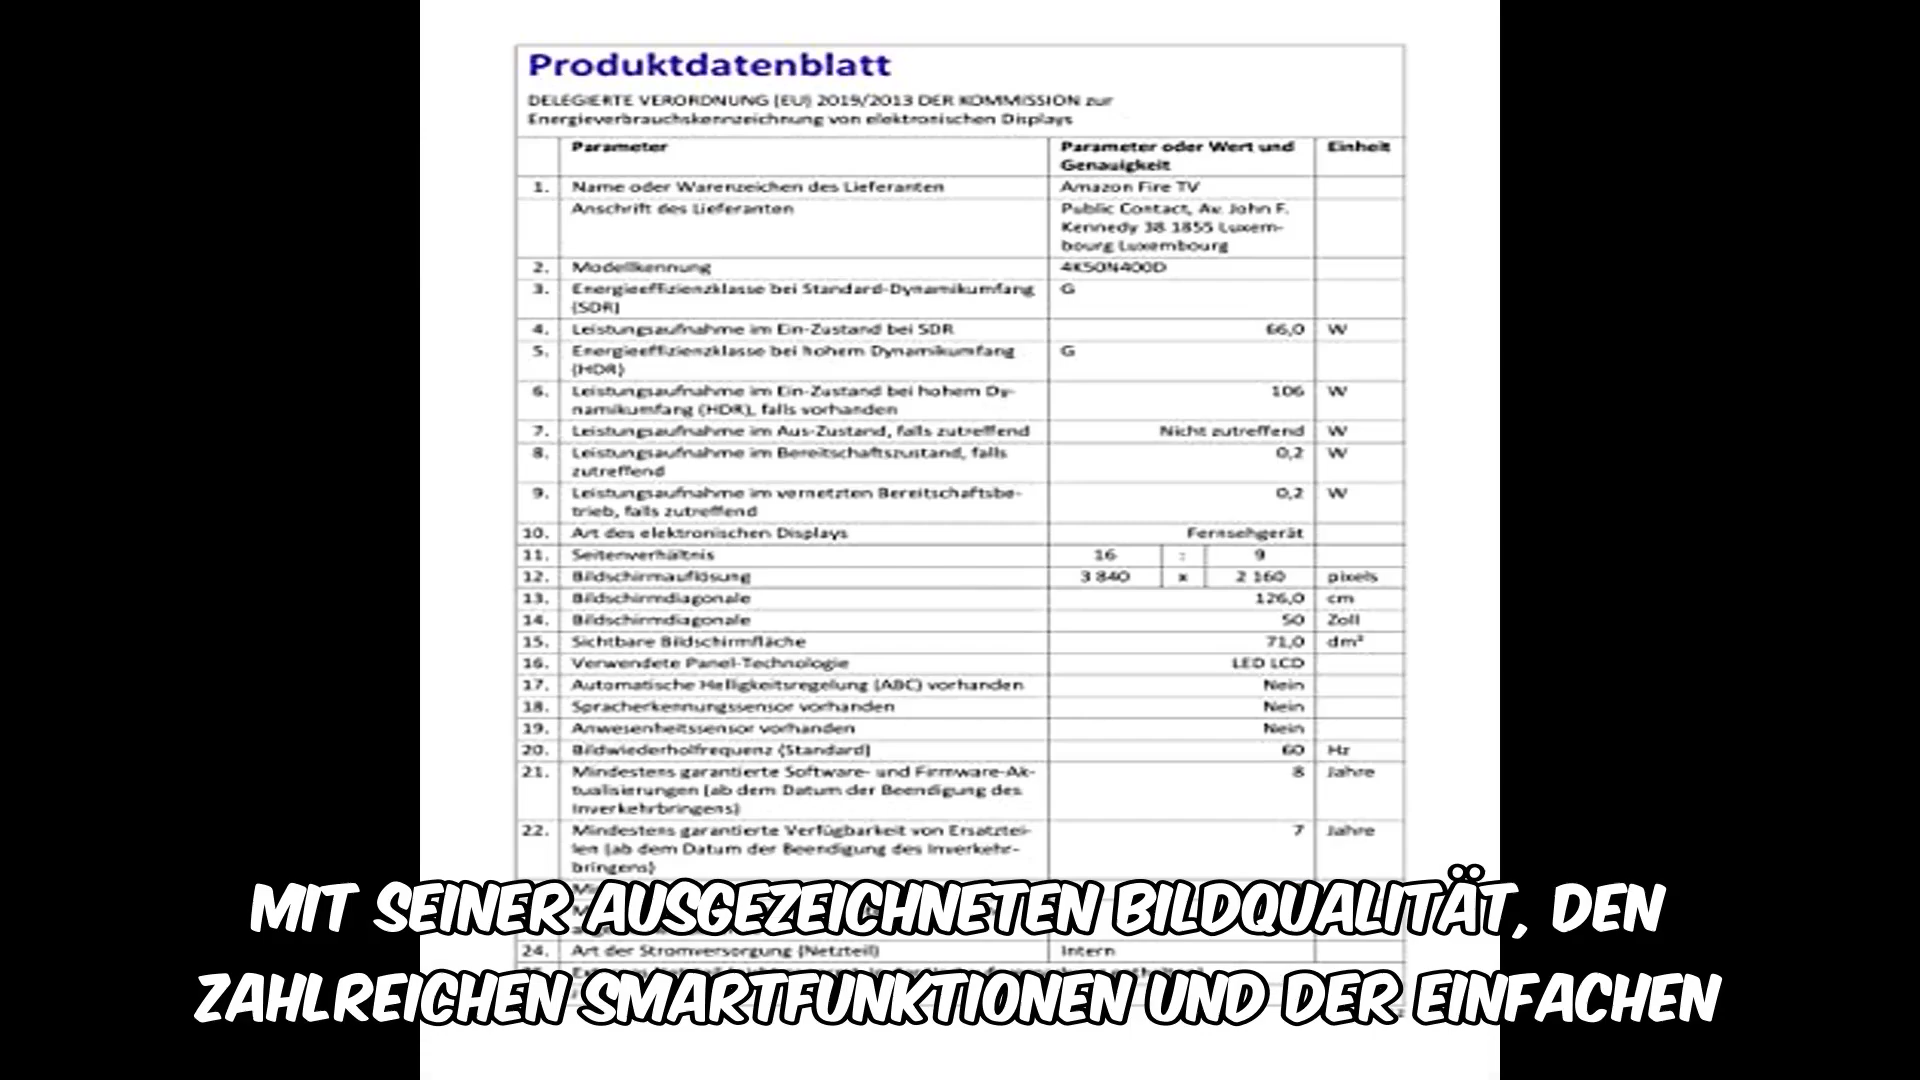 Produktdatenblatt
DELEGIERTE VERORDNUNG (EU) 2019/2013 DER KOMMISSION zur
Energieverbrauchskennzeichnung von elektronischen Displays
Parameter Parameter oder Wert und Einheit
Genauigkeit
1. Name oder Warenzeichen des Lieferanten Amazon Fire TV
Anschrift des Lieferanten Public Contact, Av. John F.
Kennedy 38 1855 Luxem-
bourg Luxembourg
2. Modellkennung 4K50N400D
3. Energieeffizienzklasse bei Standard-Dynamikumfang G
(SDR)
4. Leistungsaufnahme im Ein-Zustand bei SDR 66,0 W
5. Energieeffizienzklasse bei hohem Dynamikumfang G
(HDR)
6. Leistungsaufnahme im Ein-Zustand bei hohem Dy- 106 W
namikumfang (HDR), falls vorhanden
7. Leistungsaufnahme im Aus-Zustand, falls zutreffend Nicht zutreffend W
8. Leistungsaufnahme im Bereitschaftszustand, falls 0,2 W
zutreffend
9. Leistungsaufnahme im vernetzten Bereitschaftsbe- 0,2 W
trieb, falls zutreffend
10. Art des elektronischen Displays Fernsehgerät
11. Seitenverhältnis 16 : 9
12. Bildschirmauflösung 3 840 x 2 160 pixels
13. Bildschirmdiagonale 126,0 cm
14. Bildschirmdiagonale 50 Zoll
15. Sichtbare Bildschirmfläche 71,0 dm²
16. Verwendete Panel-Technologie LED LCD
17. Automatische Helligkeitsregelung (ABC) vorhanden Nein
18. Spracherkennungssensor vorhanden Nein
19. Anwesenheitssensor vorhanden Nein
20. Bildwiederholfrequenz (Standard) 60 Hz
21. Mindestens garantierte Software- und Firmware-Ak- 8 Jahre
tualisierungen (ab dem Datum der Beendigung des
Inverkehrbringens)
22. Mindestens garantierte Verfügbarkeit von Ersatztei- 7 Jahre
len (ab dem Datum der Beendigung des Inverkehr-
bringens)
MIT SEINER AUSGEZEICHNETEN BILDQUALITÄT, DEN
24. Art der Stromversorgung (Netzteil) Intern
ZAHLREICHEN SMARTFUNKTIONEN UND DER EINFACHEN